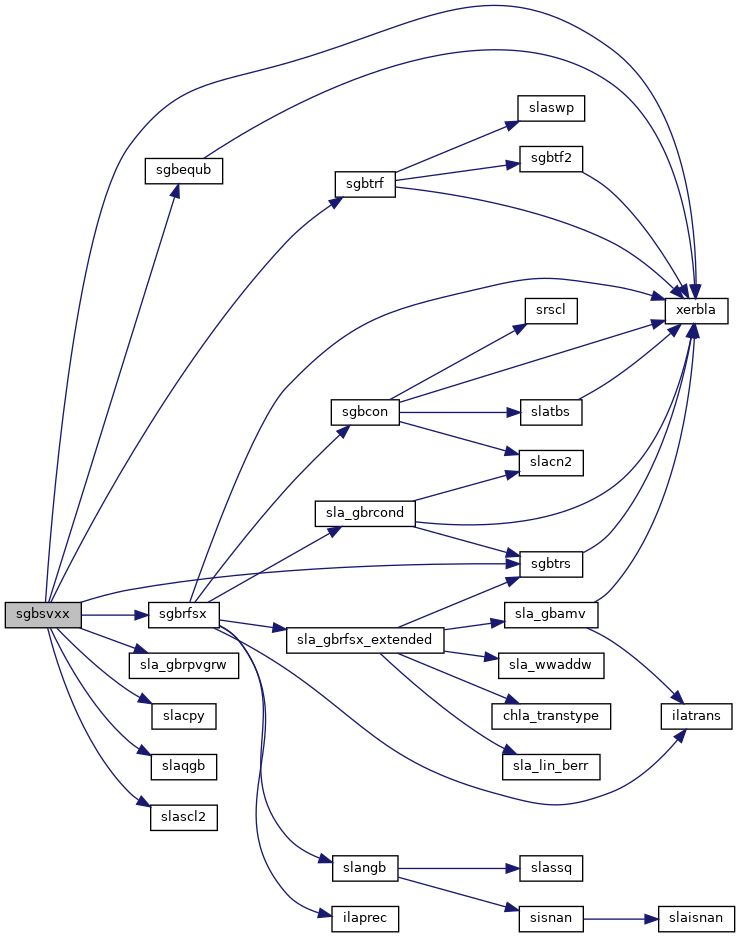 slaswp
sgbtf2
sgbequb
sgbtrf
srscl
xerbla
sgbcon
slatbs
slacn2
sla_gbrcond
sgbtrs
sgbsvxx
sgbrfsx
sla_gbamv
sla_gbrfsx_extended
sla_gbrpvgrw
sla_wwaddw
slacpy
chla_transtype
ilatrans
slaqgb
sla_lin_berr
slascl2
slangb
slassq
ilaprec
sisnan
slaisnan